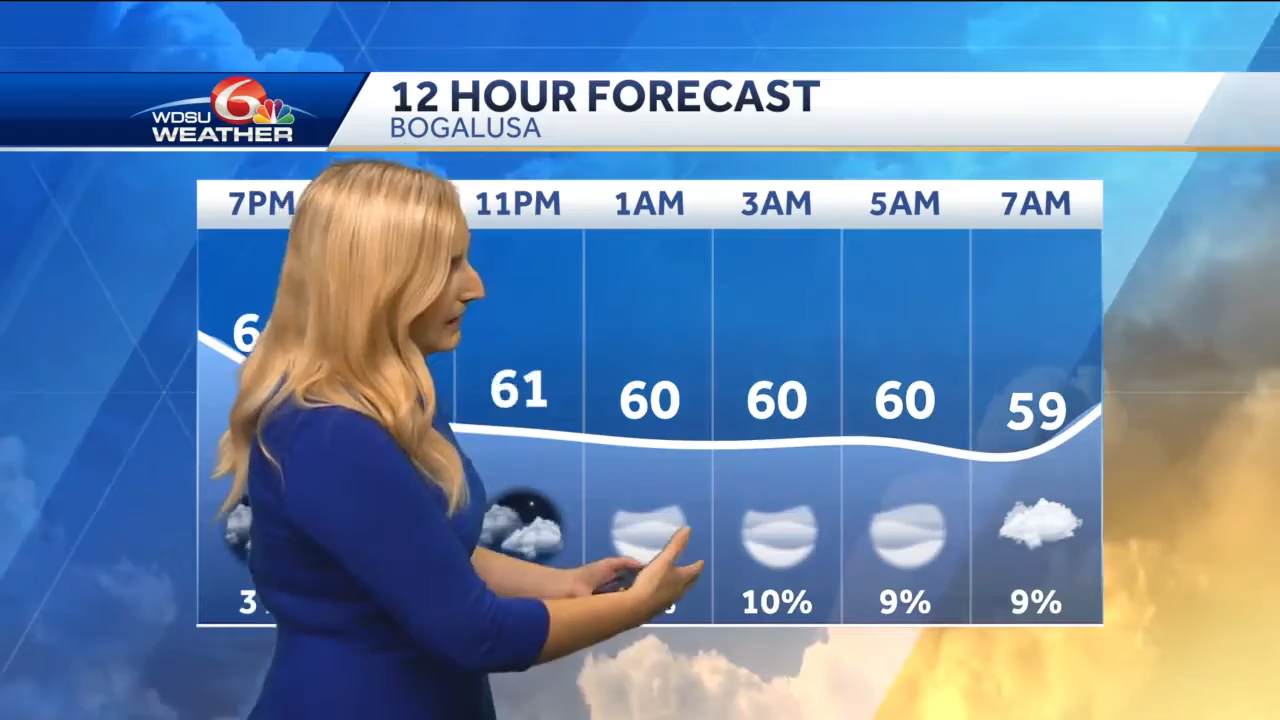 12 HOUR FORECAST
BOGALUSA
WDSU 6
WEATHER
7PM 11PM 1AM 3AM 5AM 7AM
61 60 60 60 59
10% 9% 9%